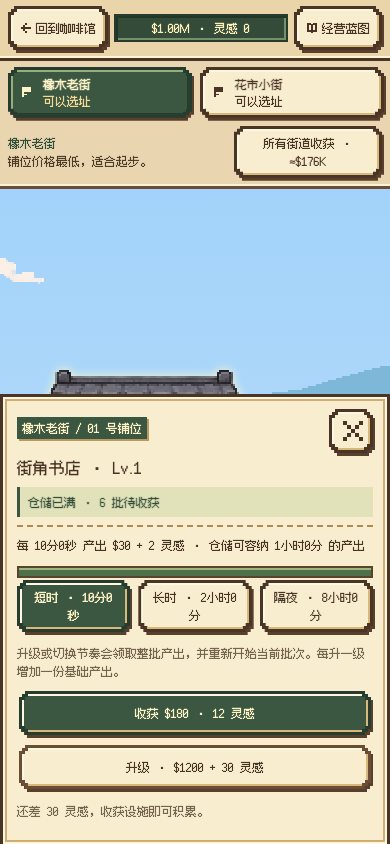 回到咖啡馆
$1.00M · 灵感 0
经营蓝图
橡木老街
可以选址
花市小街
可以选址
橡木老街
铺位价格最低，适合起步。
所有街道收获 ·
≈$176K
橡木老街 / 01 号铺位
街角书店 · Lv.1
仓储已满 · 6 批待收获
每 10分0秒 产出 $30 + 2 灵感 · 仓储可容纳 1小时0分 的产出
短时 · 10分0
秒
长时 · 2小时0
分
隔夜 · 8小时0
分
升级或切换节奏会领取整批产出，并重新开始当前批次。每升一级
增加一份基础产出。
收获 $180 · 12 灵感
升级 · $1200 + 30 灵感
还差 30 灵感，收获设施即可积累。